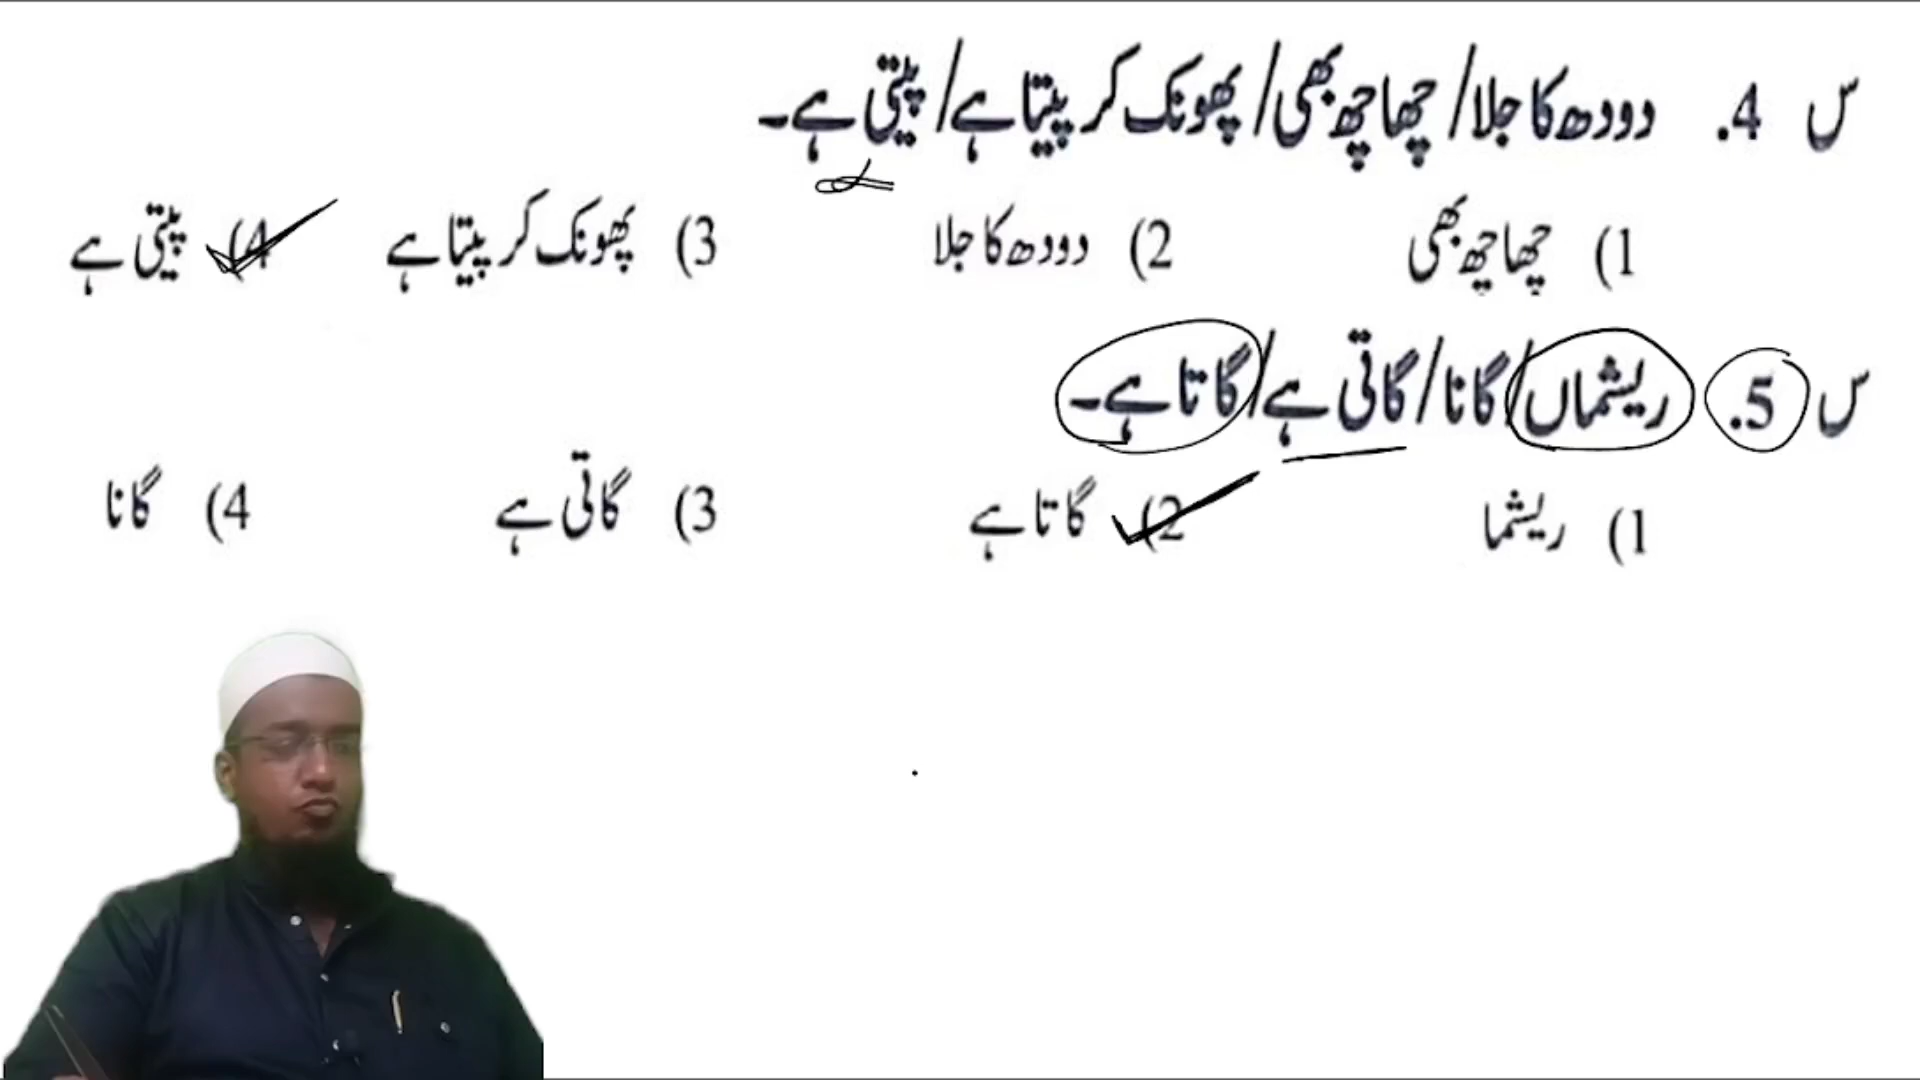 س 4. دودھ کا جلا/ چھاچھ بھی/ پھونک کر پیتا ہے/ پیتی ہے۔
1) چھاچھ بھی 2) دودھ کا جلا 3) پھونک کر پیتا ہے 4) پیتی ہے
س 5. ریشماں/ گانا/ گاتی ہے/ گاتا ہے۔
1) ریشما 2) گاتا ہے 3) گاتی ہے 4) گانا